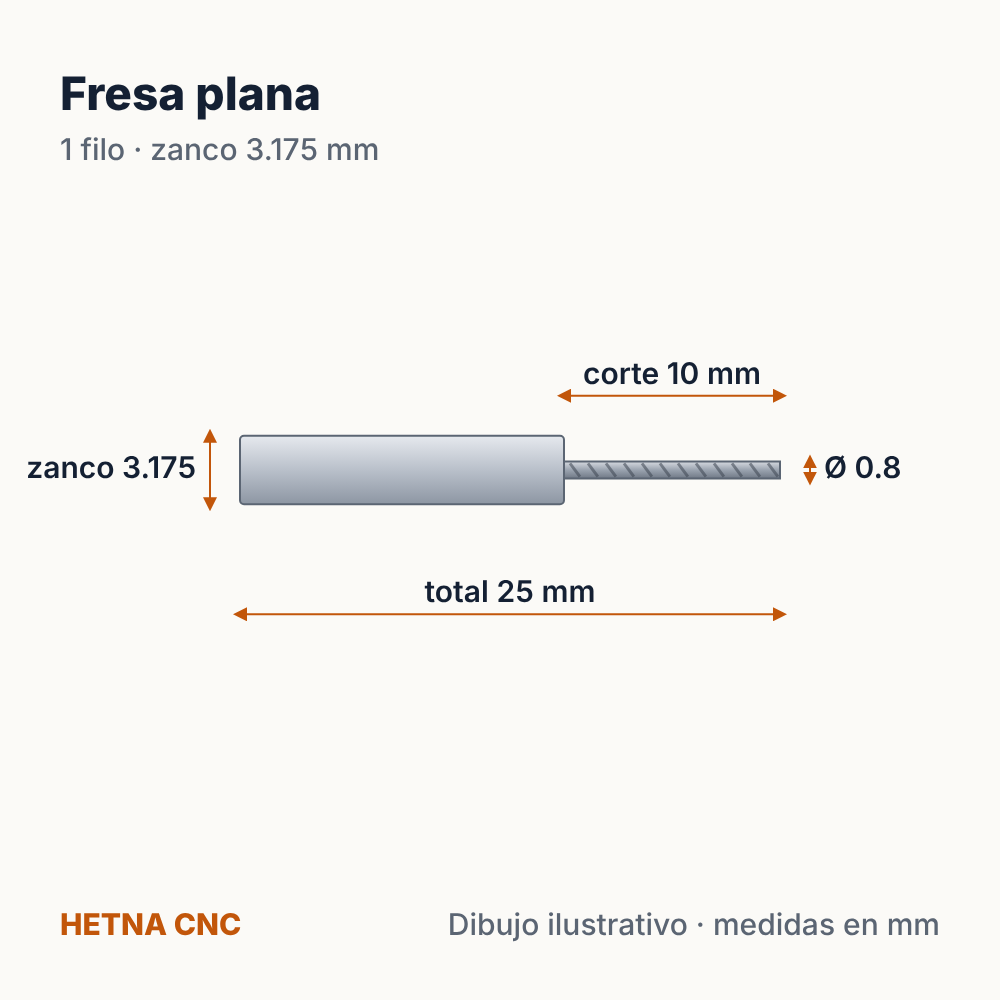 Fresa plana
1 filo · zanco 3.175 mm
corte 10 mm
zanco 3.175
Ø 0.8
total 25 mm
HETNA CNC
Dibujo ilustrativo · medidas en mm